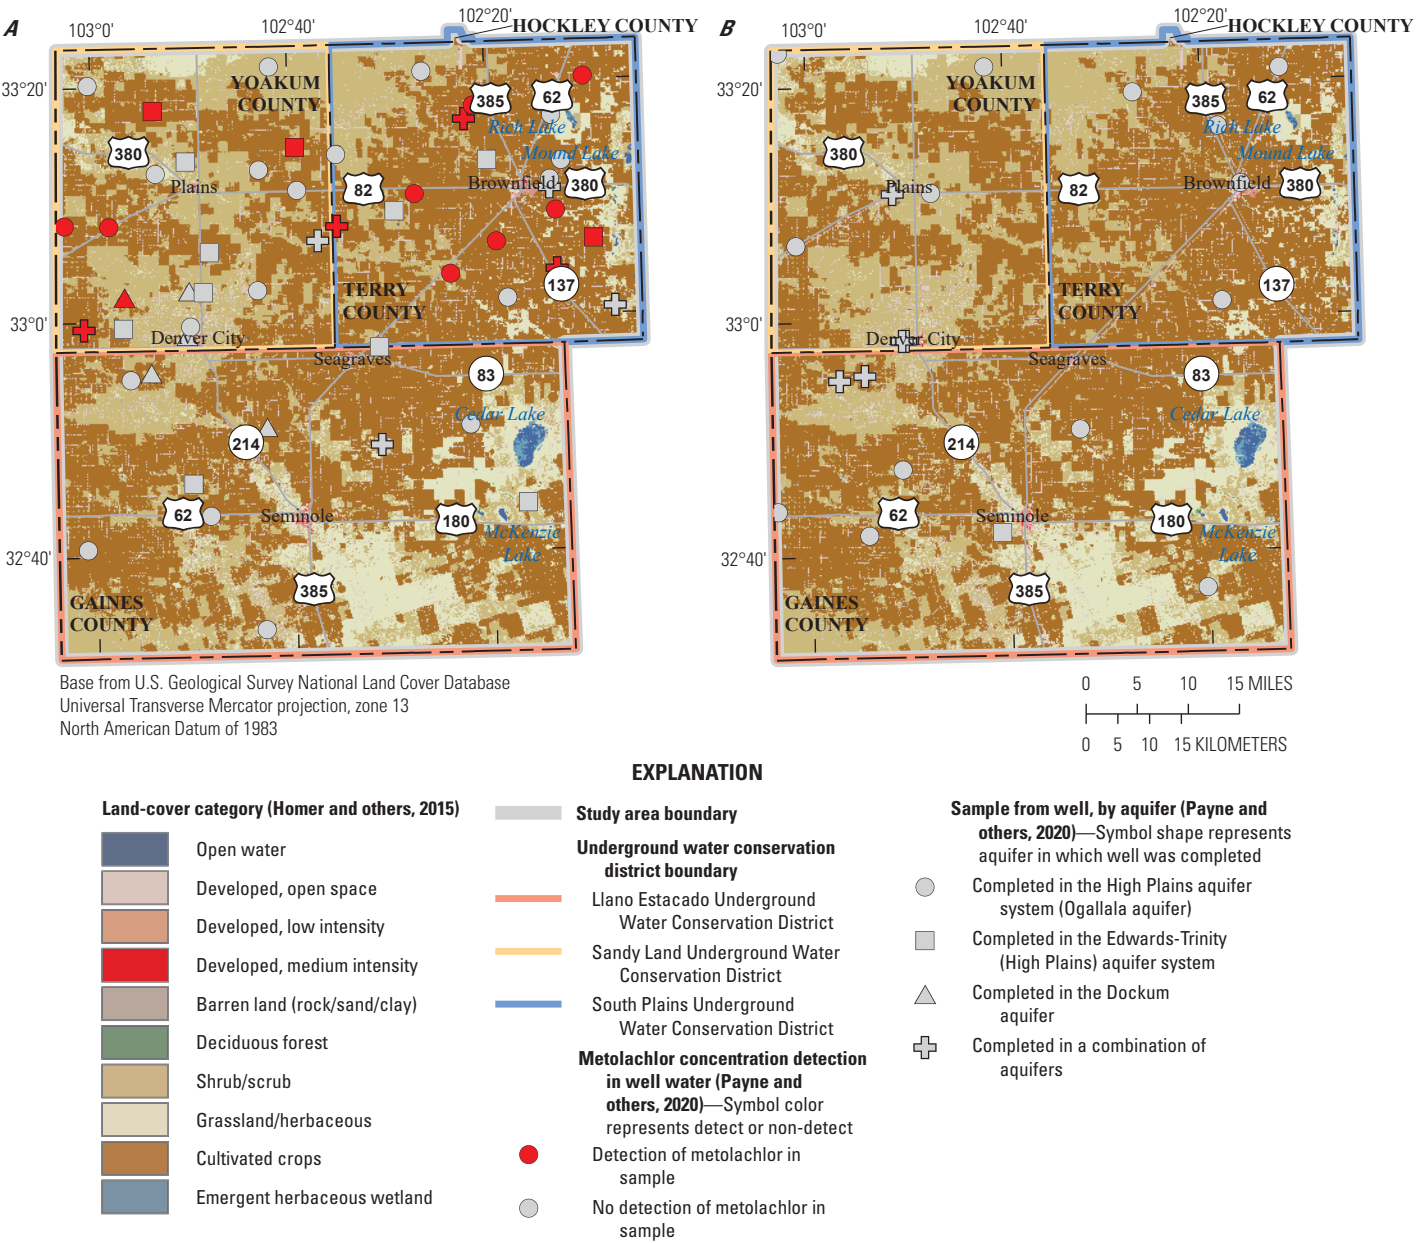 A
103°0'
102°40'
102°20'
HOCKLEY COUNTY
33°20'
33°0'
32°40'
YOAKUM
COUNTY
385
62
Rich Lake
Mound Lake
380
Plains
82
Brownfield
380
TERRY
COUNTY
137
Denver City
Seagraves
83
Cedar Lake
214
62
Seminole
180
McKenzie
Lake
385
GAINES
COUNTY
B
103°0'
102°40'
102°20'
HOCKLEY COUNTY
33°20'
33°0'
32°40'
YOAKUM
COUNTY
385
62
Rich Lake
Mound Lake
380
Plains
82
Brownfield
380
TERRY
COUNTY
137
Denver City
Seagraves
83
Cedar Lake
214
62
Seminole
180
McKenzie
Lake
385
GAINES
COUNTY
Base from U.S. Geological Survey National Land Cover Database
Universal Transverse Mercator projection, zone 13
North American Datum of 1983
0 5 10 15 MILES
0 5 10 15 KILOMETERS
EXPLANATION
Land-cover category (Homer and others, 2015)
Open water
Developed, open space
Developed, low intensity
Developed, medium intensity
Barren land (rock/sand/clay)
Deciduous forest
Shrub/scrub
Grassland/herbaceous
Cultivated crops
Emergent herbaceous wetland
Study area boundary
Underground water conservation
district boundary
Llano Estacado Underground
Water Conservation District
Sandy Land Underground Water
Conservation District
South Plains Underground
Water Conservation District
Metolachlor concentration detection
in well water (Payne and
others, 2020)—Symbol color
represents detect or non-detect
Detection of metolachlor in
sample
No detection of metolachlor in
sample
Sample from well, by aquifer (Payne and
others, 2020)—Symbol shape represents
aquifer in which well was completed
Completed in the High Plains aquifer
system (Ogallala aquifer)
Completed in the Edwards-Trinity
(High Plains) aquifer system
Completed in the Dockum
aquifer
Completed in a combination of
aquifers